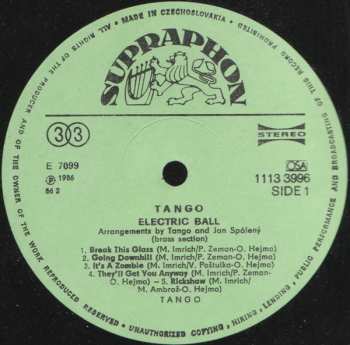 MADE IN CZECHOSLOVAKIA
ALL RIGHTS OF THE PRODUCER AND OF THE OWNER OF THE WORK REPRODUCED RESERVED
UNAUTHORIZED COPYING, HIRING, LENDING, PUBLIC PERFORMANCE AND BROADCASTING OF THIS RECORD PROHIBITED
SUPRAPHON
33
STEREO
E 7099
℗ 1986
86 2
OSA
1113 3996
SIDE 1
TANGO
ELECTRIC BALL
Arrangements by Tango and Jan Spálený
(brass section)
1. Break This Glass (M. Imrich/P. Zeman-O. Hejma)
2. Going Downhill (M. Imrich/P. Zeman-O. Hejma)
3. It's A Zombie (M. Imrich/V. Paštuika-O. Hejma)
4. They'll Get You Anyway (M. Imrich/P. Zeman-O.
Hejma) – 5. Rickshaw (M. Imrich/
M. Ambrož-O. Hejma)
TANGO